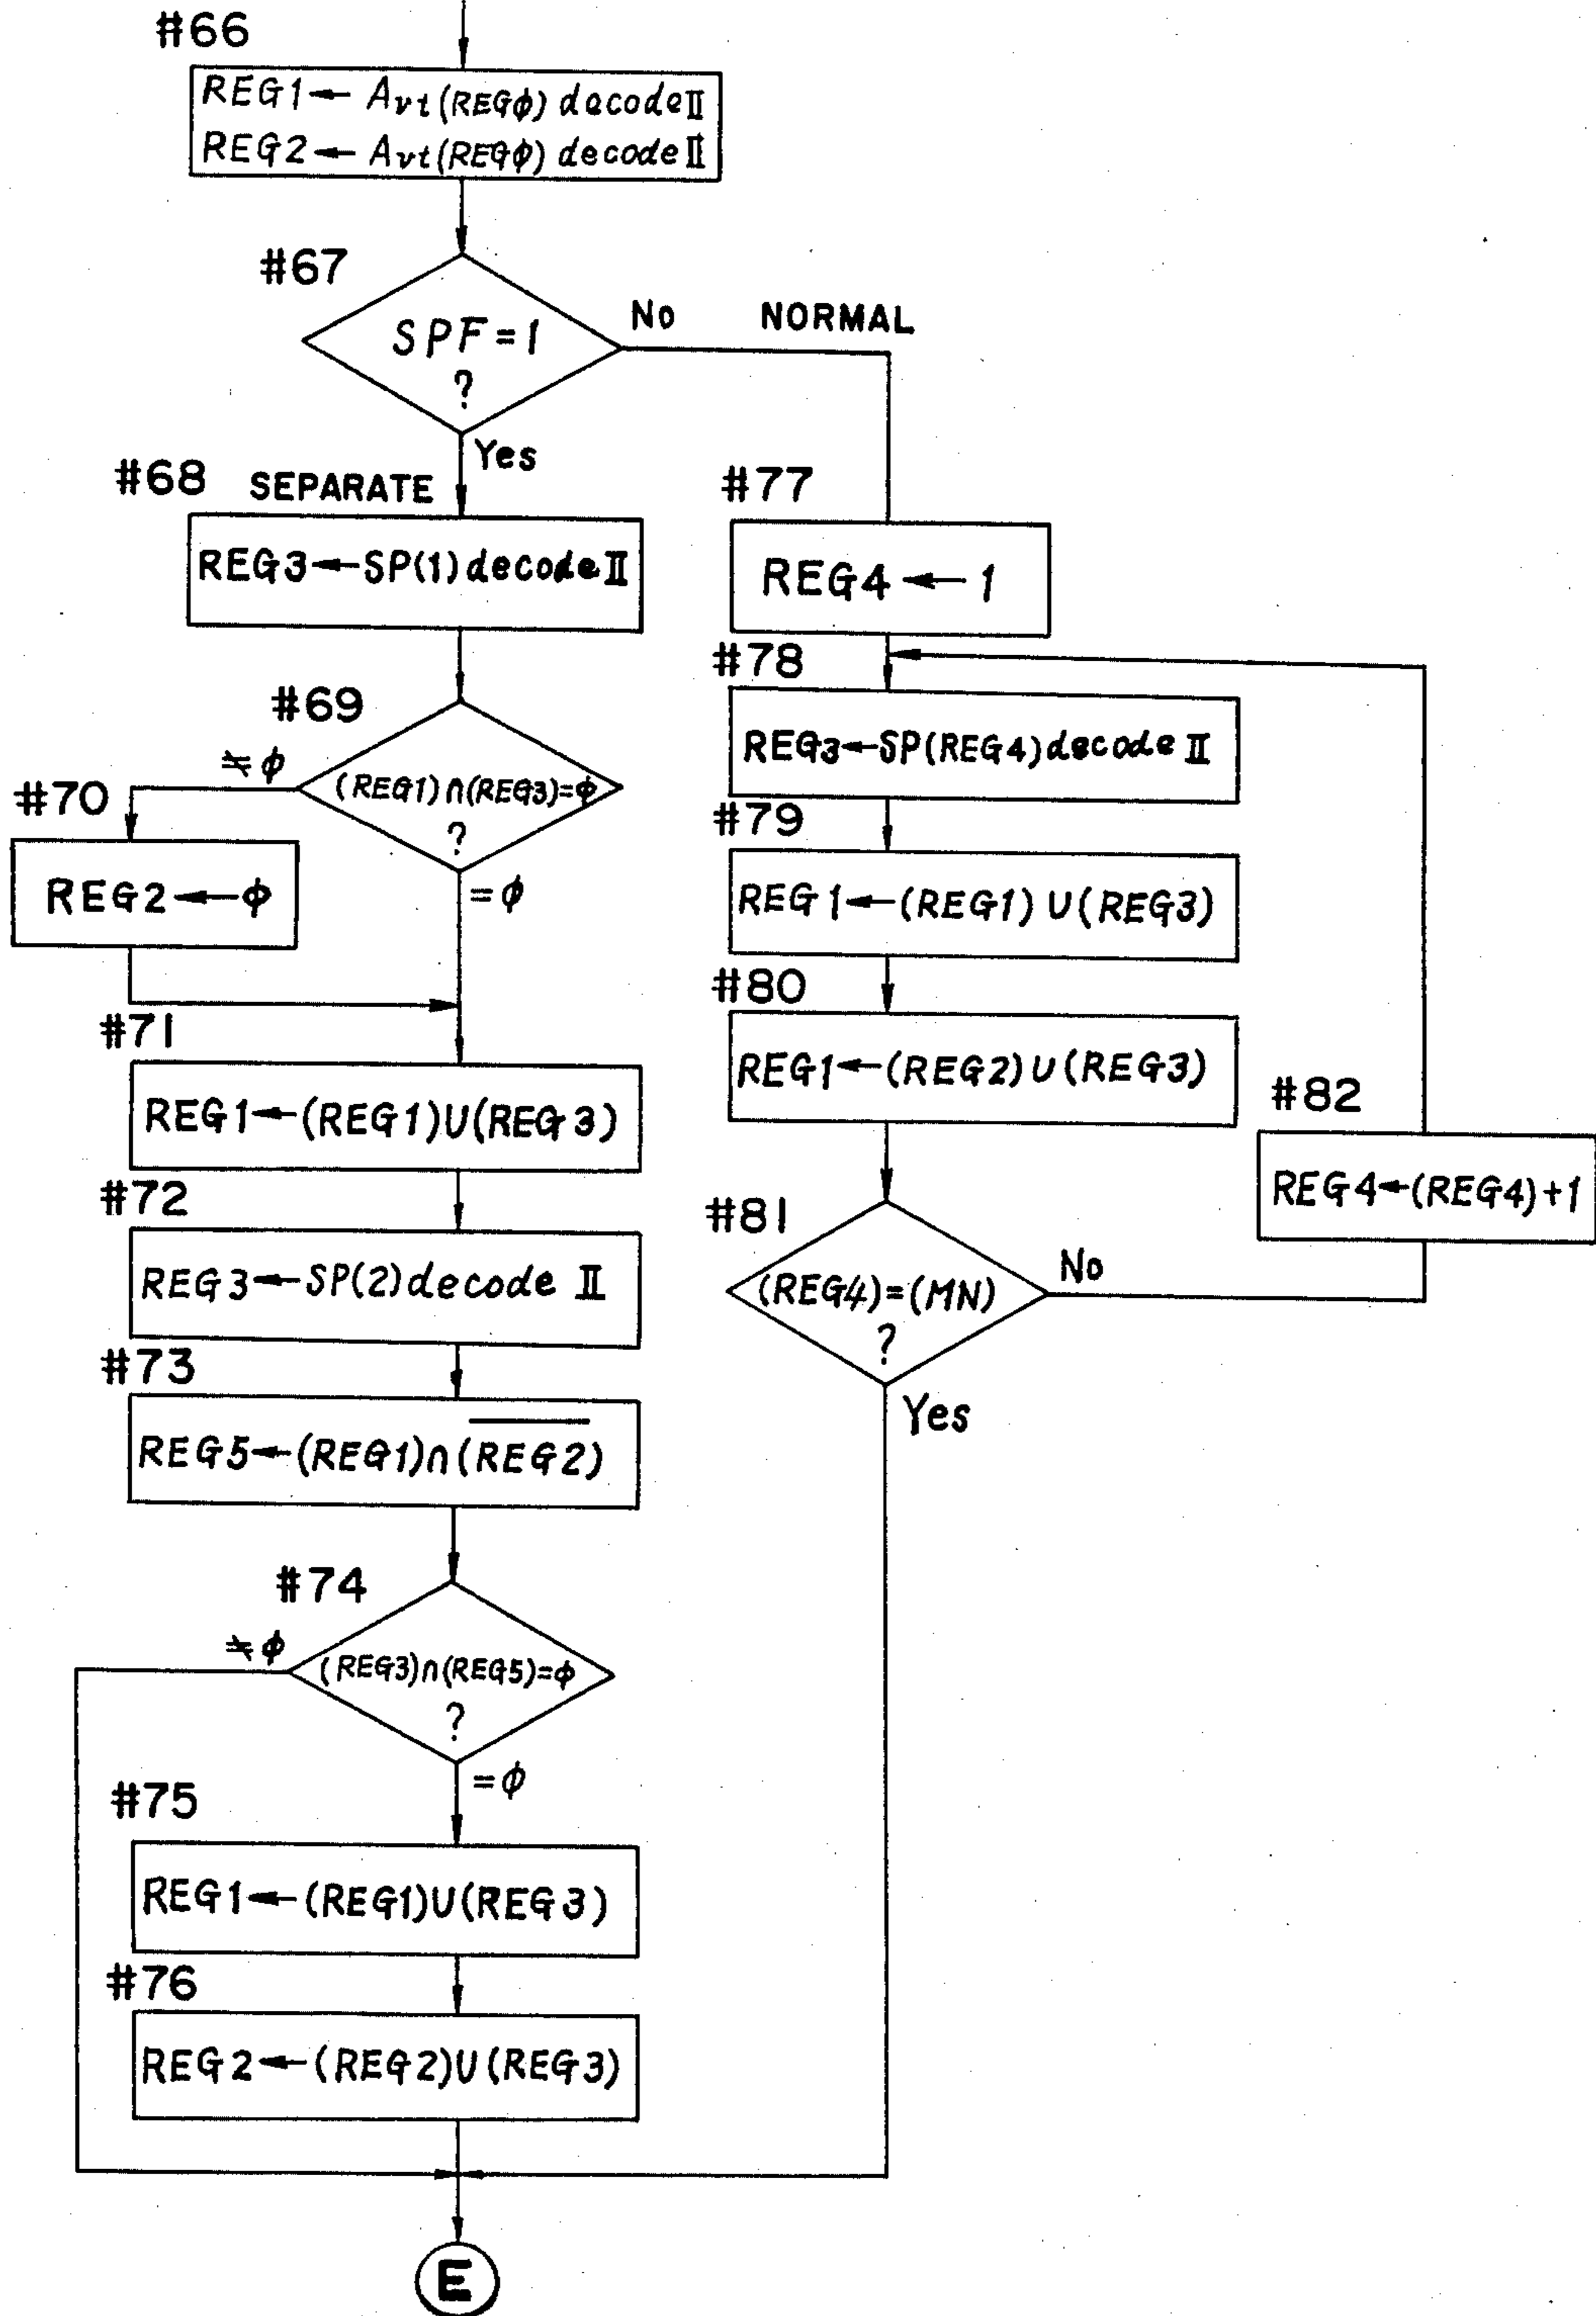 #66
REG1← Avt(REGϕ) decodeⅡ
REG2← Avt(REGϕ) decodeⅡ
#67
SPF=1
?
No NORMAL
Yes
#68 SEPARATE
REG3←SP(1)decodeⅡ
#69
(REG1)∩(REG3)=ϕ
?
≒ϕ
=ϕ
#70
REG2←ϕ
#71
REG1←(REG1)∪(REG3)
#72
REG3←SP(2)decode Ⅱ
#73
REG5←(REG1)∩(R̅E̅G̅2̅)
#74
(REG3)∩(REG5)=ϕ
?
≒ϕ
=ϕ
#75
REG1←(REG1)∪(REG3)
#76
REG2←(REG2)∪(REG3)
#77
REG4←1
#78
REG3←SP(REG4)decodeⅡ
#79
REG1←(REG1)∪(REG3)
#80
REG1←(REG2)∪(REG3)
#81
(REG4)=(MN)
?
No
Yes
#82
REG4←(REG4)+1
E